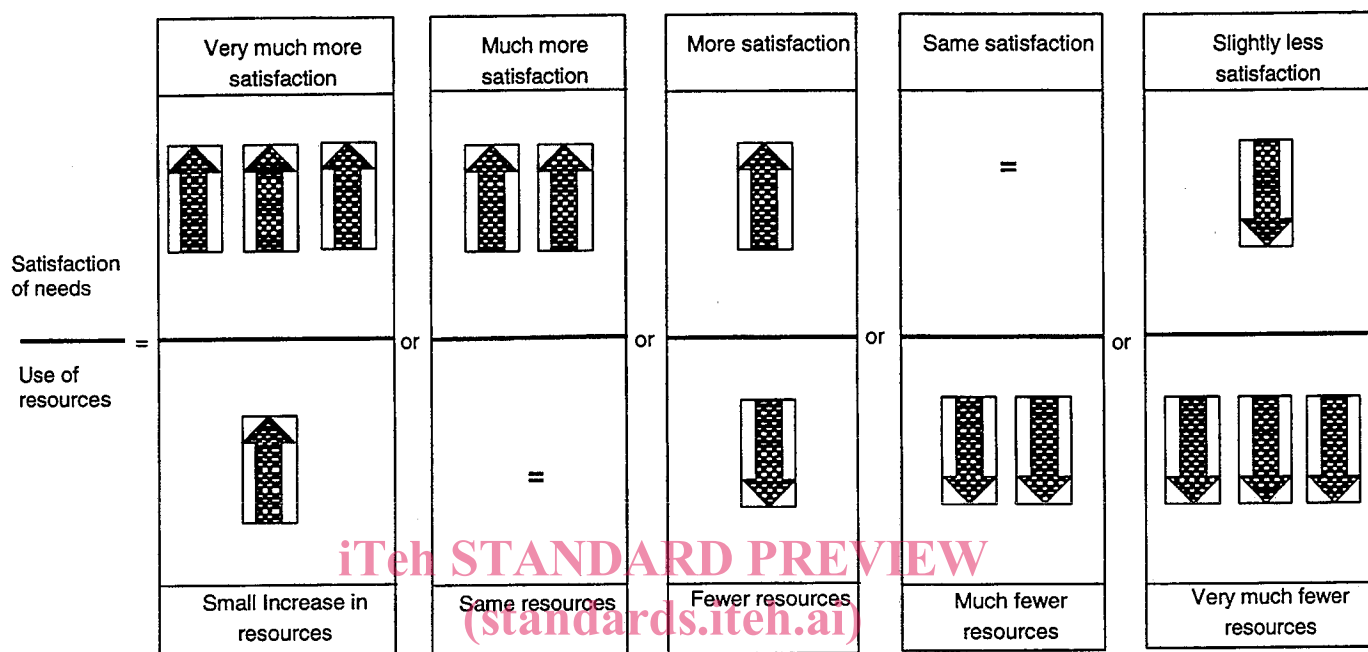 Very much more
satisfaction
Much more
satisfaction
More satisfaction
Same satisfaction
Slightly less
satisfaction
=
Satisfaction
of needs
=
or
or
or
or
Use of
resources
=
iTeh STANDARD PREVIEW
(standards.iteh.ai)
Small Increase in
resources
Same resources
Fewer resources
Much fewer
resources
Very much fewer
resources